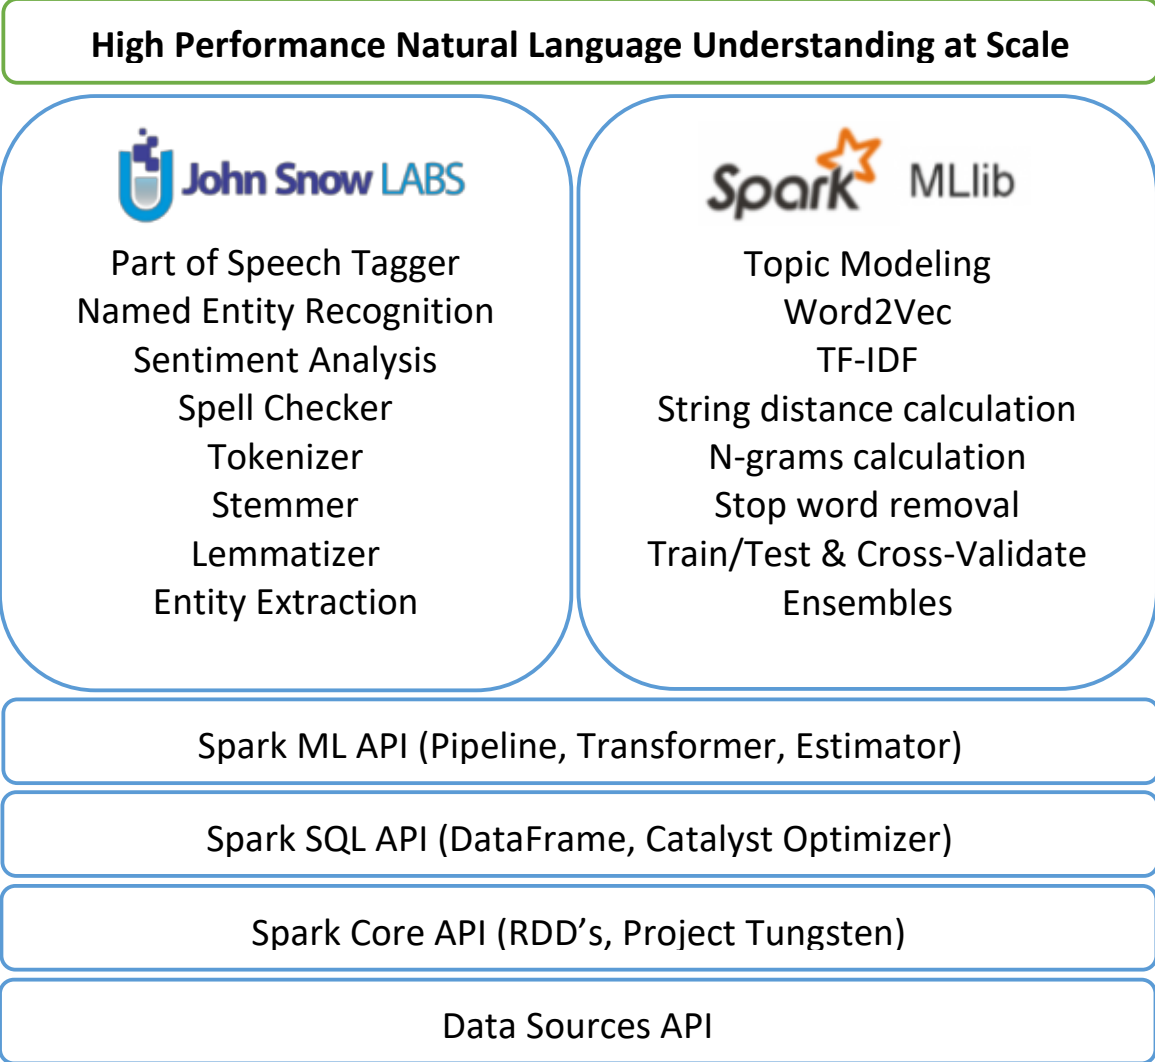 High Performance Natural Language Understanding at Scale
John Snow LABS
Part of Speech Tagger
Named Entity Recognition
Sentiment Analysis
Spell Checker
Tokenizer
Stemmer
Lemmatizer
Entity Extraction
Spark MLlib
Topic Modeling
Word2Vec
TF-IDF
String distance calculation
N-grams calculation
Stop word removal
Train/Test & Cross-Validate
Ensembles
Spark ML API (Pipeline, Transformer, Estimator)
Spark SQL API (DataFrame, Catalyst Optimizer)
Spark Core API (RDD’s, Project Tungsten)
Data Sources API